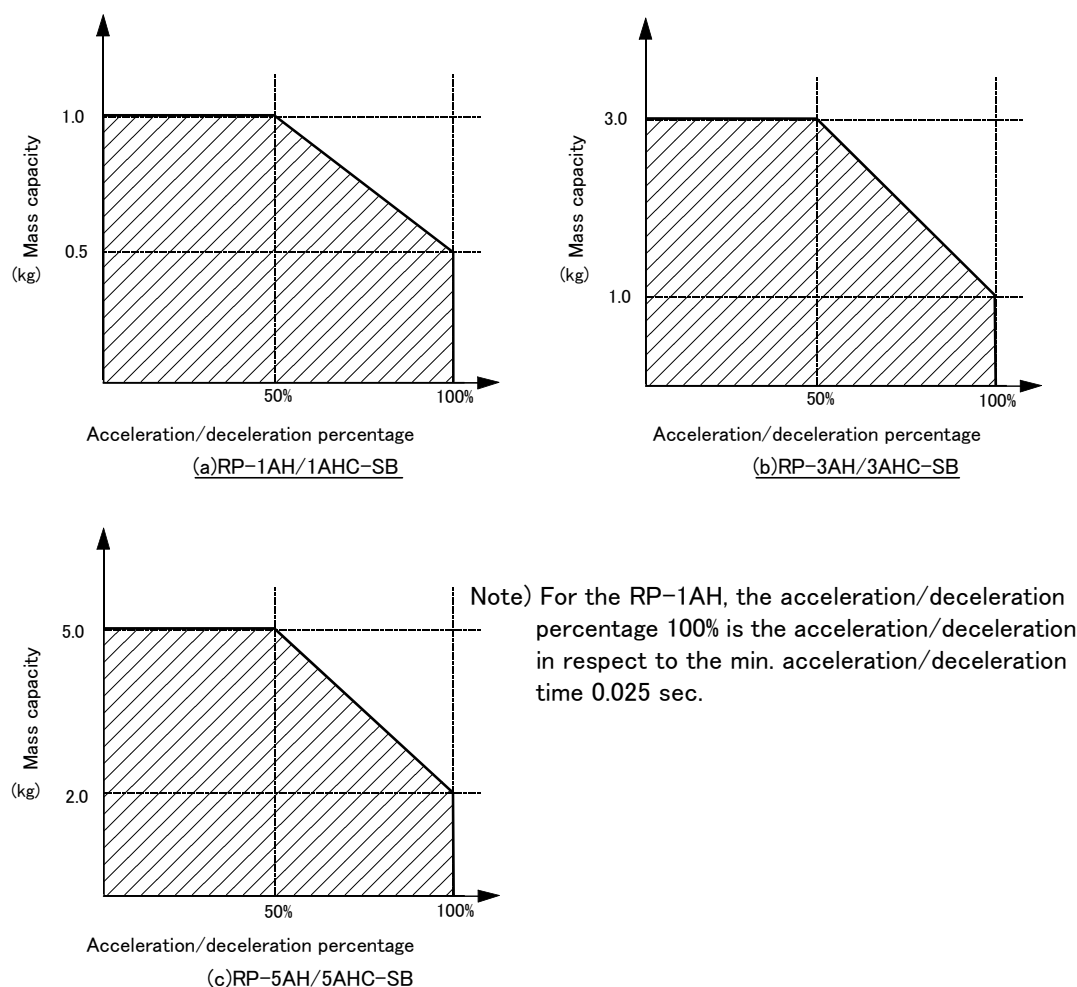 1.0
0.5
Mass capacity
(kg)
50%
100%
Acceleration/deceleration percentage
(a)RP-1AH/1AHC-SB
3.0
1.0
Mass capacity
(kg)
50%
100%
Acceleration/deceleration percentage
(b)RP-3AH/3AHC-SB
5.0
2.0
Mass capacity
(kg)
50%
100%
Acceleration/deceleration percentage
(c)RP-5AH/5AHC-SB
Note) For the RP-1AH, the acceleration/deceleration
percentage 100% is the acceleration/deceleration
in respect to the min. acceleration/deceleration
time 0.025 sec.